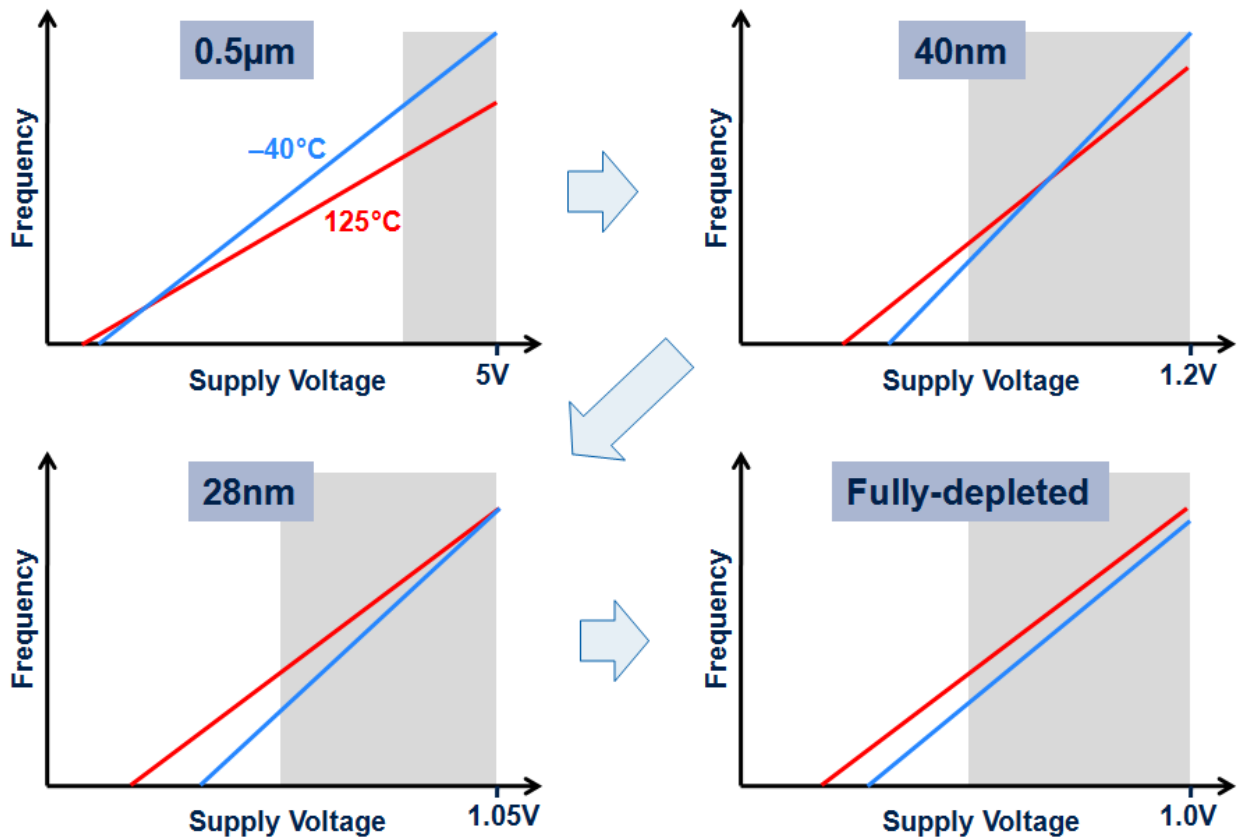 0.5µm
Frequency
–40°C
125°C
Supply Voltage
5V
40nm
Frequency
Supply Voltage
1.2V
28nm
Frequency
Supply Voltage
1.05V
Fully-depleted
Frequency
Supply Voltage
1.0V